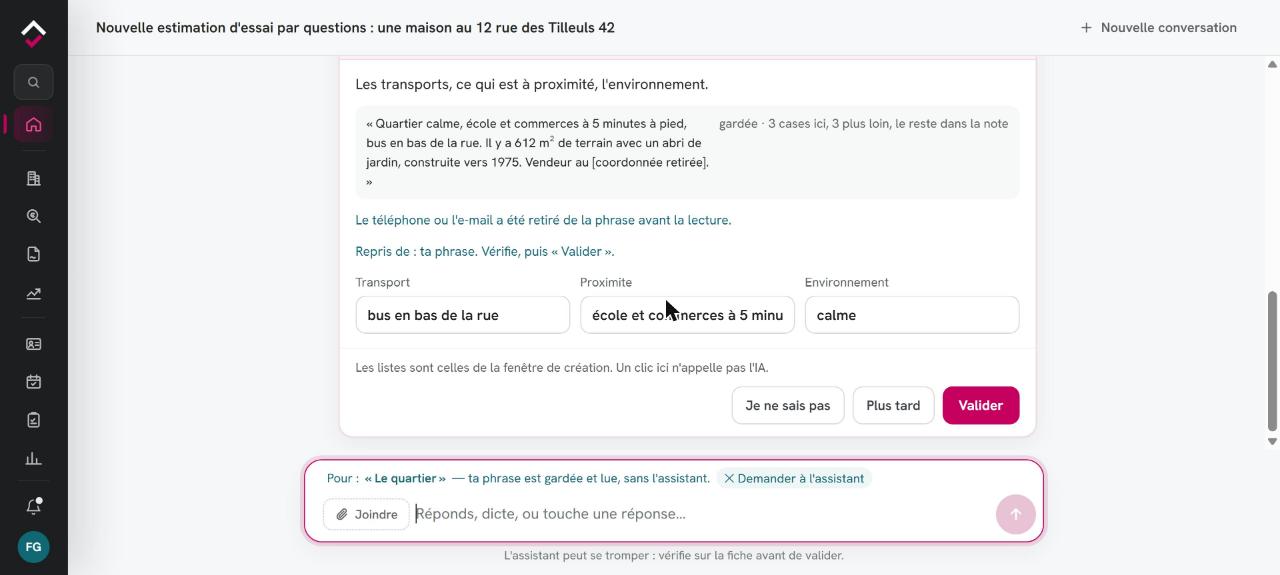 Nouvelle estimation d'essai par questions : une maison au 12 rue des Tilleuls 42
+ Nouvelle conversation
Les transports, ce qui est à proximité, l'environnement.
« Quartier calme, école et commerces à 5 minutes à pied,
bus en bas de la rue. Il y a 612 m² de terrain avec un abri de
jardin, construite vers 1975. Vendeur au [coordonnée retirée].
»
gardée · 3 cases ici, 3 plus loin, le reste dans la note
Le téléphone ou l'e-mail a été retiré de la phrase avant la lecture.
Repris de : ta phrase. Vérifie, puis « Valider ».
Transport
Proximite
Environnement
bus en bas de la rue
école et commerces à 5 minu
calme
Les listes sont celles de la fenêtre de création. Un clic ici n'appelle pas l'IA.
Je ne sais pas
Plus tard
Valider
Pour : « Le quartier » — ta phrase est gardée et lue, sans l'assistant.
Demander à l'assistant
Joindre
Réponds, dicte, ou touche une réponse...
FG
L'assistant peut se tromper : vérifie sur la fiche avant de valider.